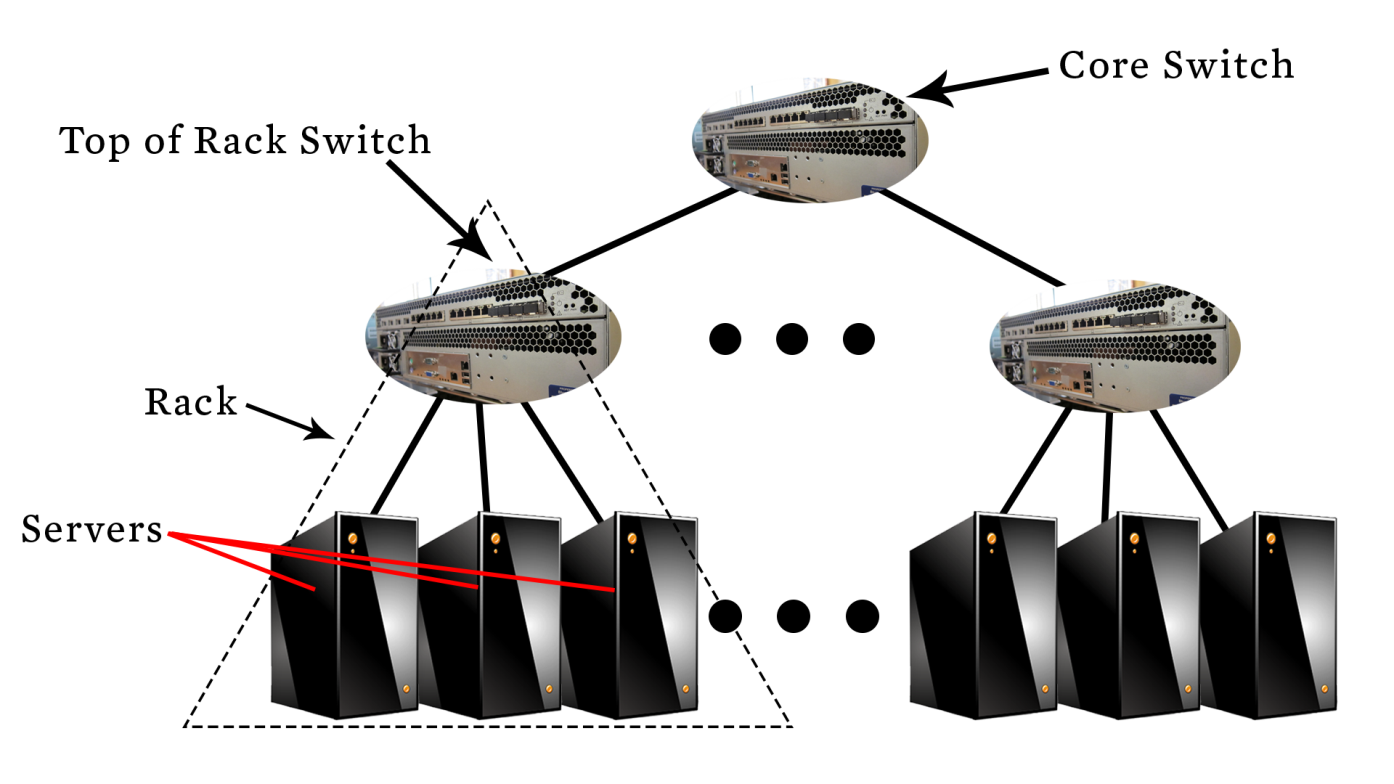 Core Switch
Top of Rack Switch
Rack
Servers